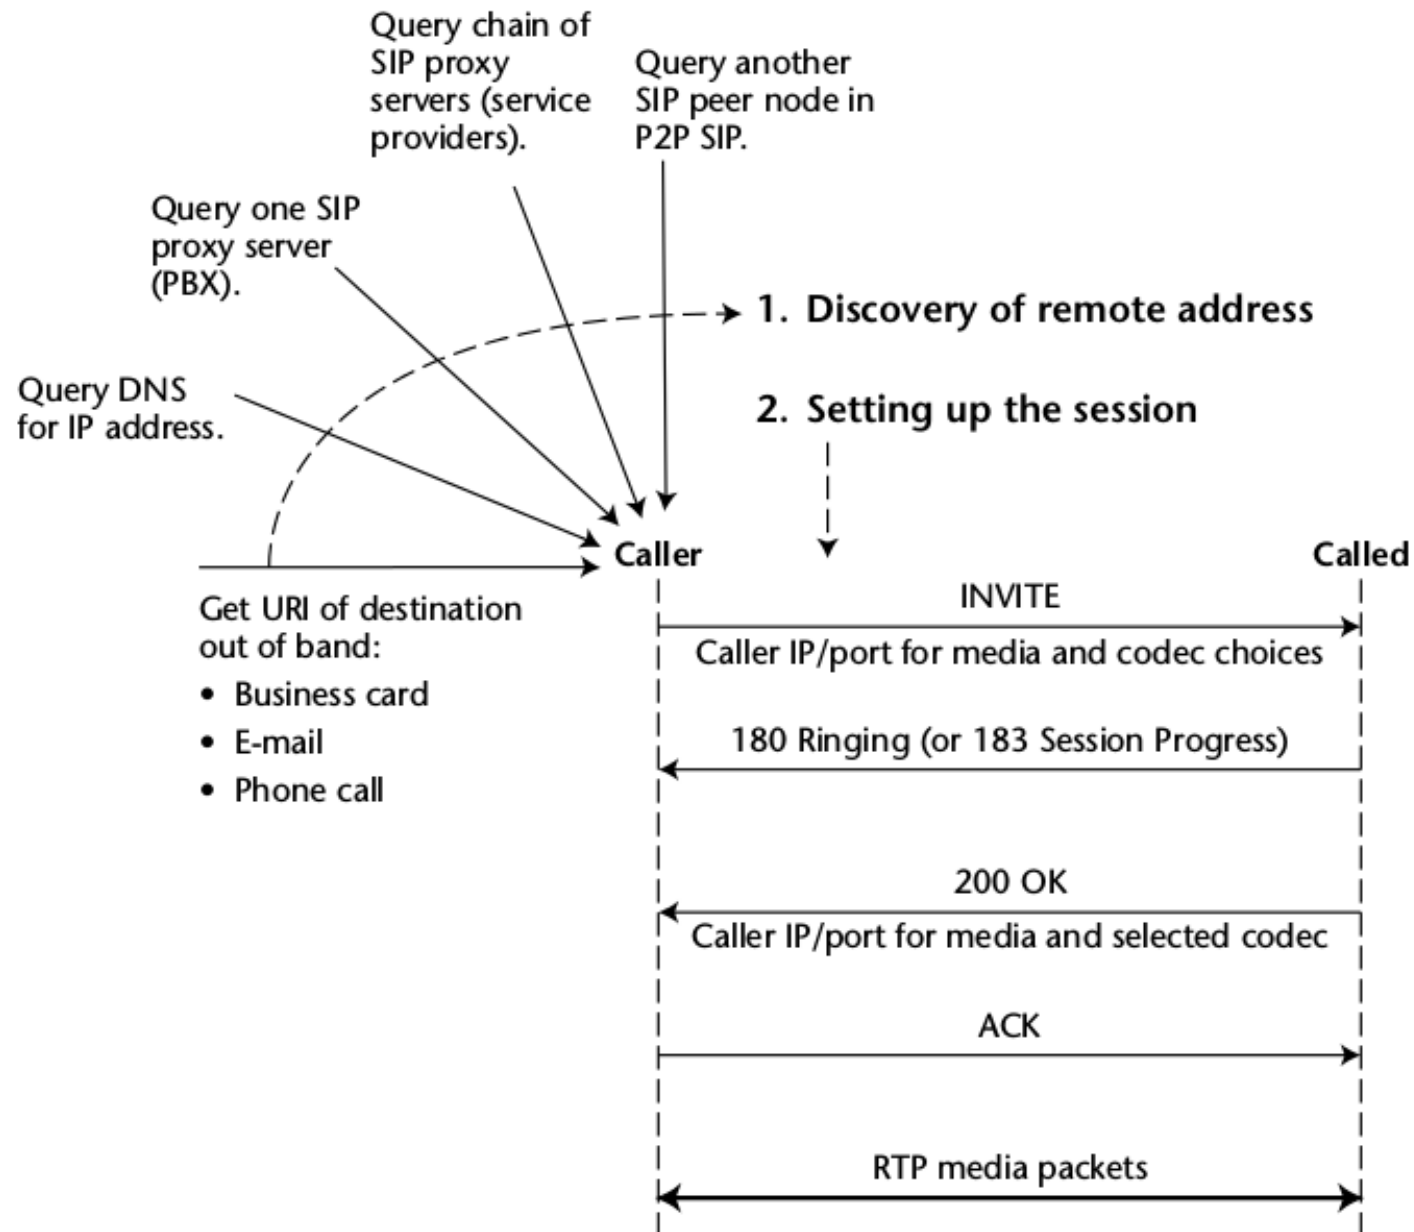 Query chain of
SIP proxy
servers (service
providers).
Query another
SIP peer node in
P2P SIP.
Query one SIP
proxy server
(PBX).
1. Discovery of remote address
Query DNS
for IP address.
2. Setting up the session
Caller
Called
Get URI of destination
out of band:
• Business card
• E-mail
• Phone call
INVITE
Caller IP/port for media and codec choices
180 Ringing (or 183 Session Progress)
200 OK
Caller IP/port for media and selected codec
ACK
RTP media packets